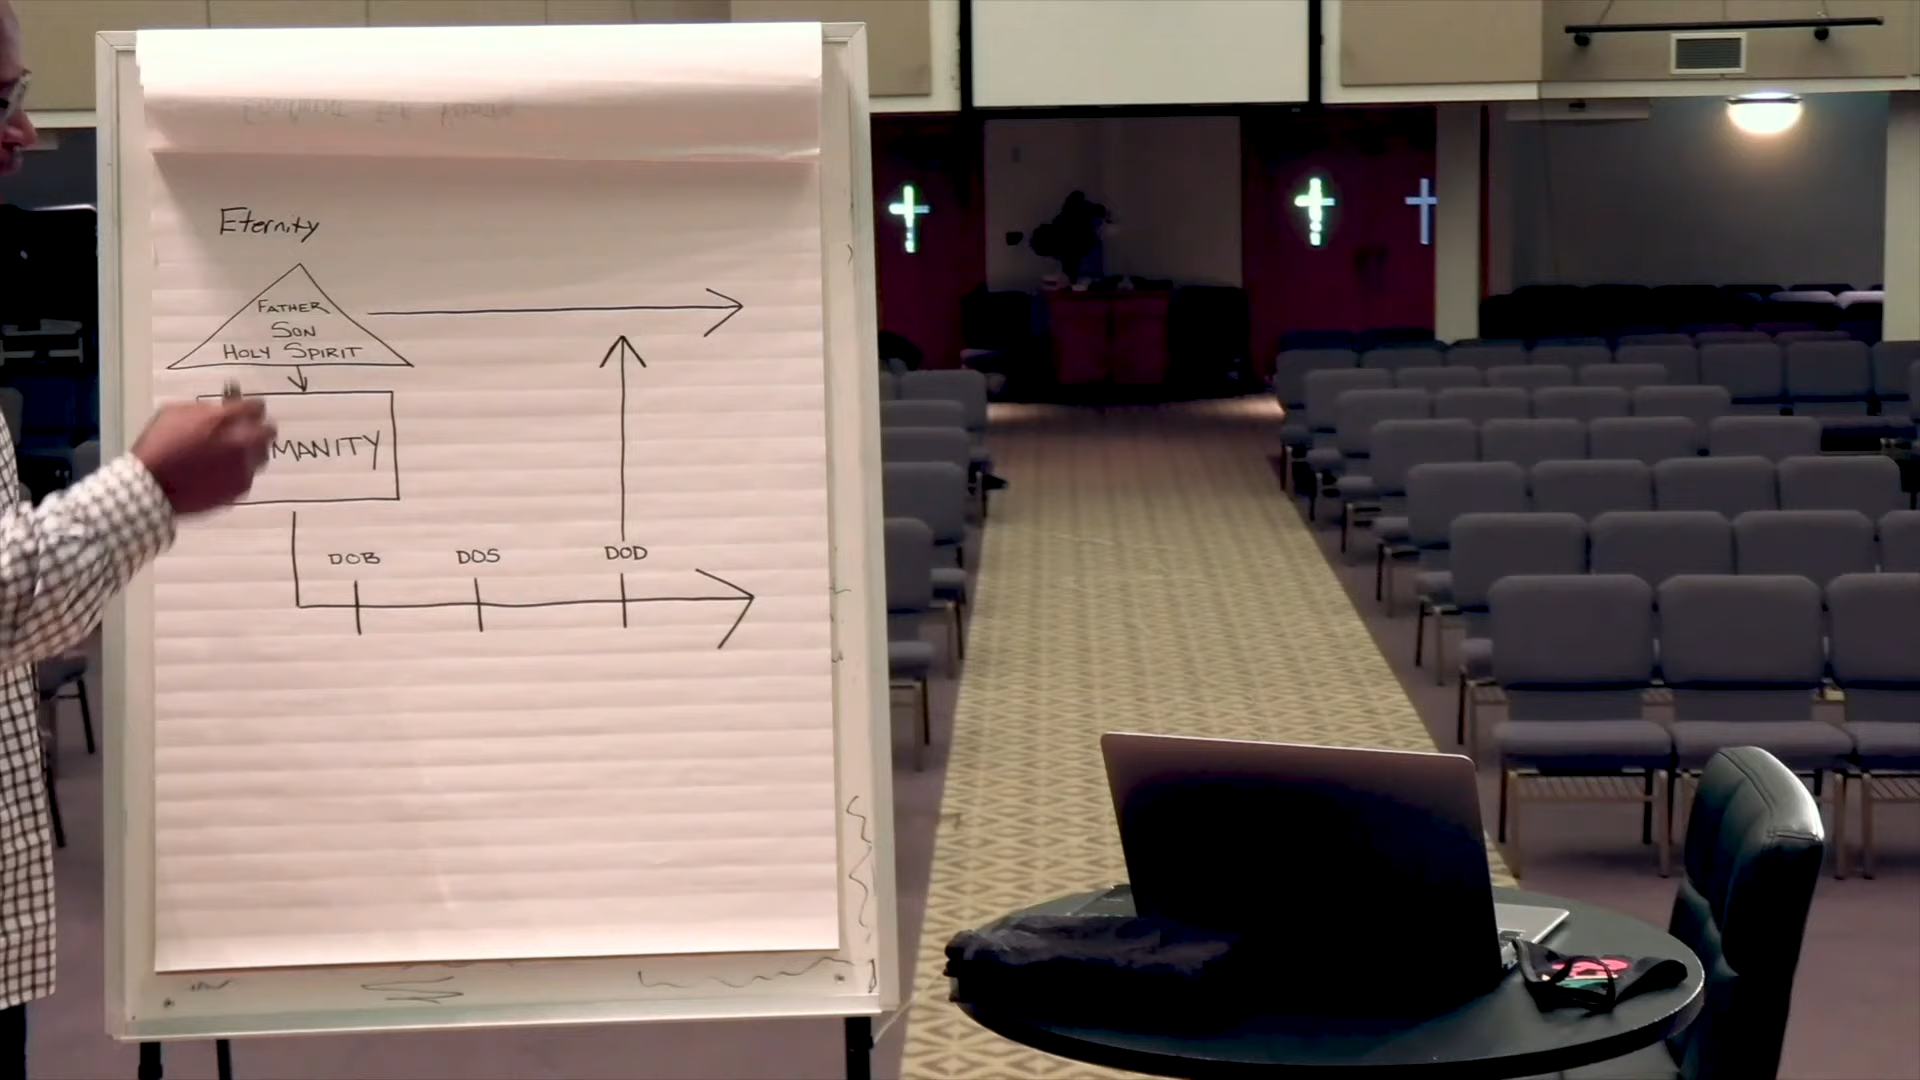 Eternity
FATHER
SON
HOLY SPIRIT
MANITY
DOB DOS DOD